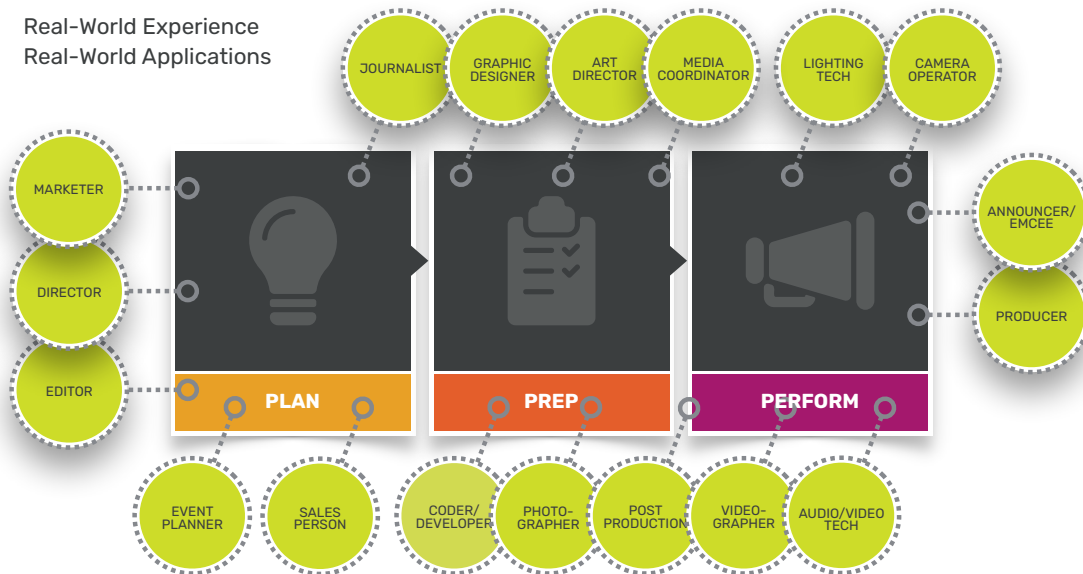 Real-World Experience
Real-World Applications
JOURNALIST
GRAPHIC
DESIGNER
ART
DIRECTOR
MEDIA
COORDINATOR
LIGHTING
TECH
CAMERA
OPERATOR
MARKETER
DIRECTOR
EDITOR
ANNOUNCER/
EMCEE
PRODUCER
PLAN
PREP
PERFORM
EVENT
PLANNER
SALES
PERSON
CODER/
DEVELOPER
PHOTO-
GRAPHER
POST
PRODUCTION
VIDEO-
GRAPHER
AUDIO/VIDEO
TECH